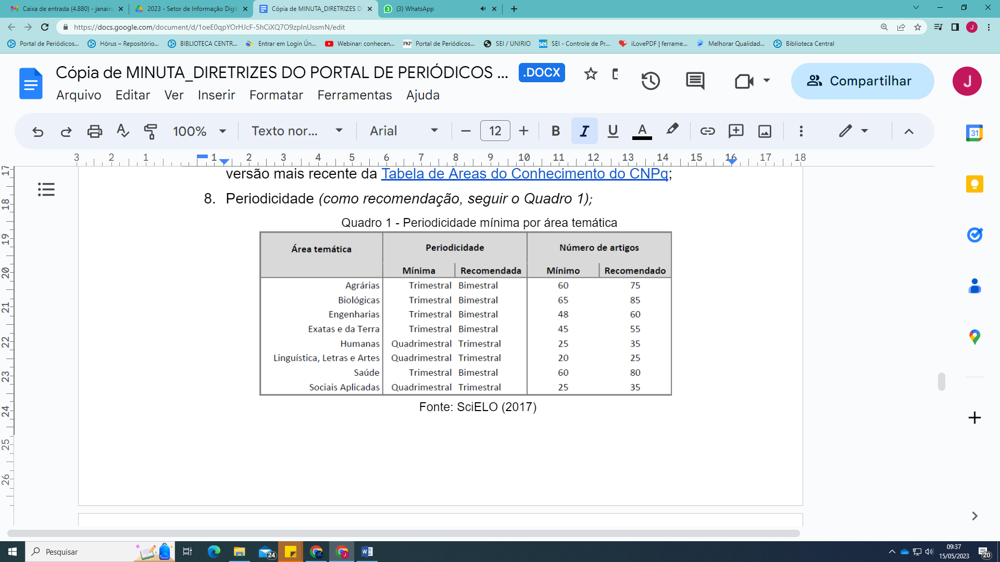 Caixa de entrada (4.880) - janaina
2023 - Setor de Informação Digit
Cópia de MINUTA_DIRETRIZES D
(3) WhatsApp
https://docs.google.com/document/d/1oeE0qpYOrHJcF-5hCiXQ7O9zpInUssmN/edit
J
Portal de Periódicos...
Hórus – Repositório...
BIBLIOTECA CENTR...
Entrar em Login Ún...
Webinar: conhecen...
PKP Portal de Periódicos...
SEI / UNIRIO
sei SEI - Controle de Pr...
iLovePDF | ferrame...
Melhorar Qualidad...
Biblioteca Central
Cópia de MINUTA_DIRETRIZES DO PORTAL DE PERIÓDICOS ... .DOCX
Compartilhar
J
Arquivo Editar Ver Inserir Formatar Ferramentas Ajuda
100% Texto nor... Arial 12 B I U A
31
3 2 1 1 2 3 4 5 6 7 8 9 10 11 12 13 14 15 16 17 18
17
18
19
20
21
22
23
24
25
26
versão mais recente da Tabela de Áreas do Conhecimento do CNPq;
8. Periodicidade (como recomendação, seguir o Quadro 1);
Quadro 1 - Periodicidade mínima por área temática
Área temática Periodicidade Número de artigos
Mínima Recomendada Mínimo Recomendado
Agrárias Trimestral Bimestral 60 75
Biológicas Trimestral Bimestral 65 85
Engenharias Trimestral Bimestral 48 60
Exatas e da Terra Trimestral Bimestral 45 55
Humanas Quadrimestral Trimestral 25 35
Linguística, Letras e Artes Quadrimestral Trimestral 20 25
Saúde Trimestral Bimestral 60 80
Sociais Aplicadas Quadrimestral Trimestral 25 35
Fonte: SciELO (2017)
Pesquisar
24
J
W
09:37
15/05/2023
20